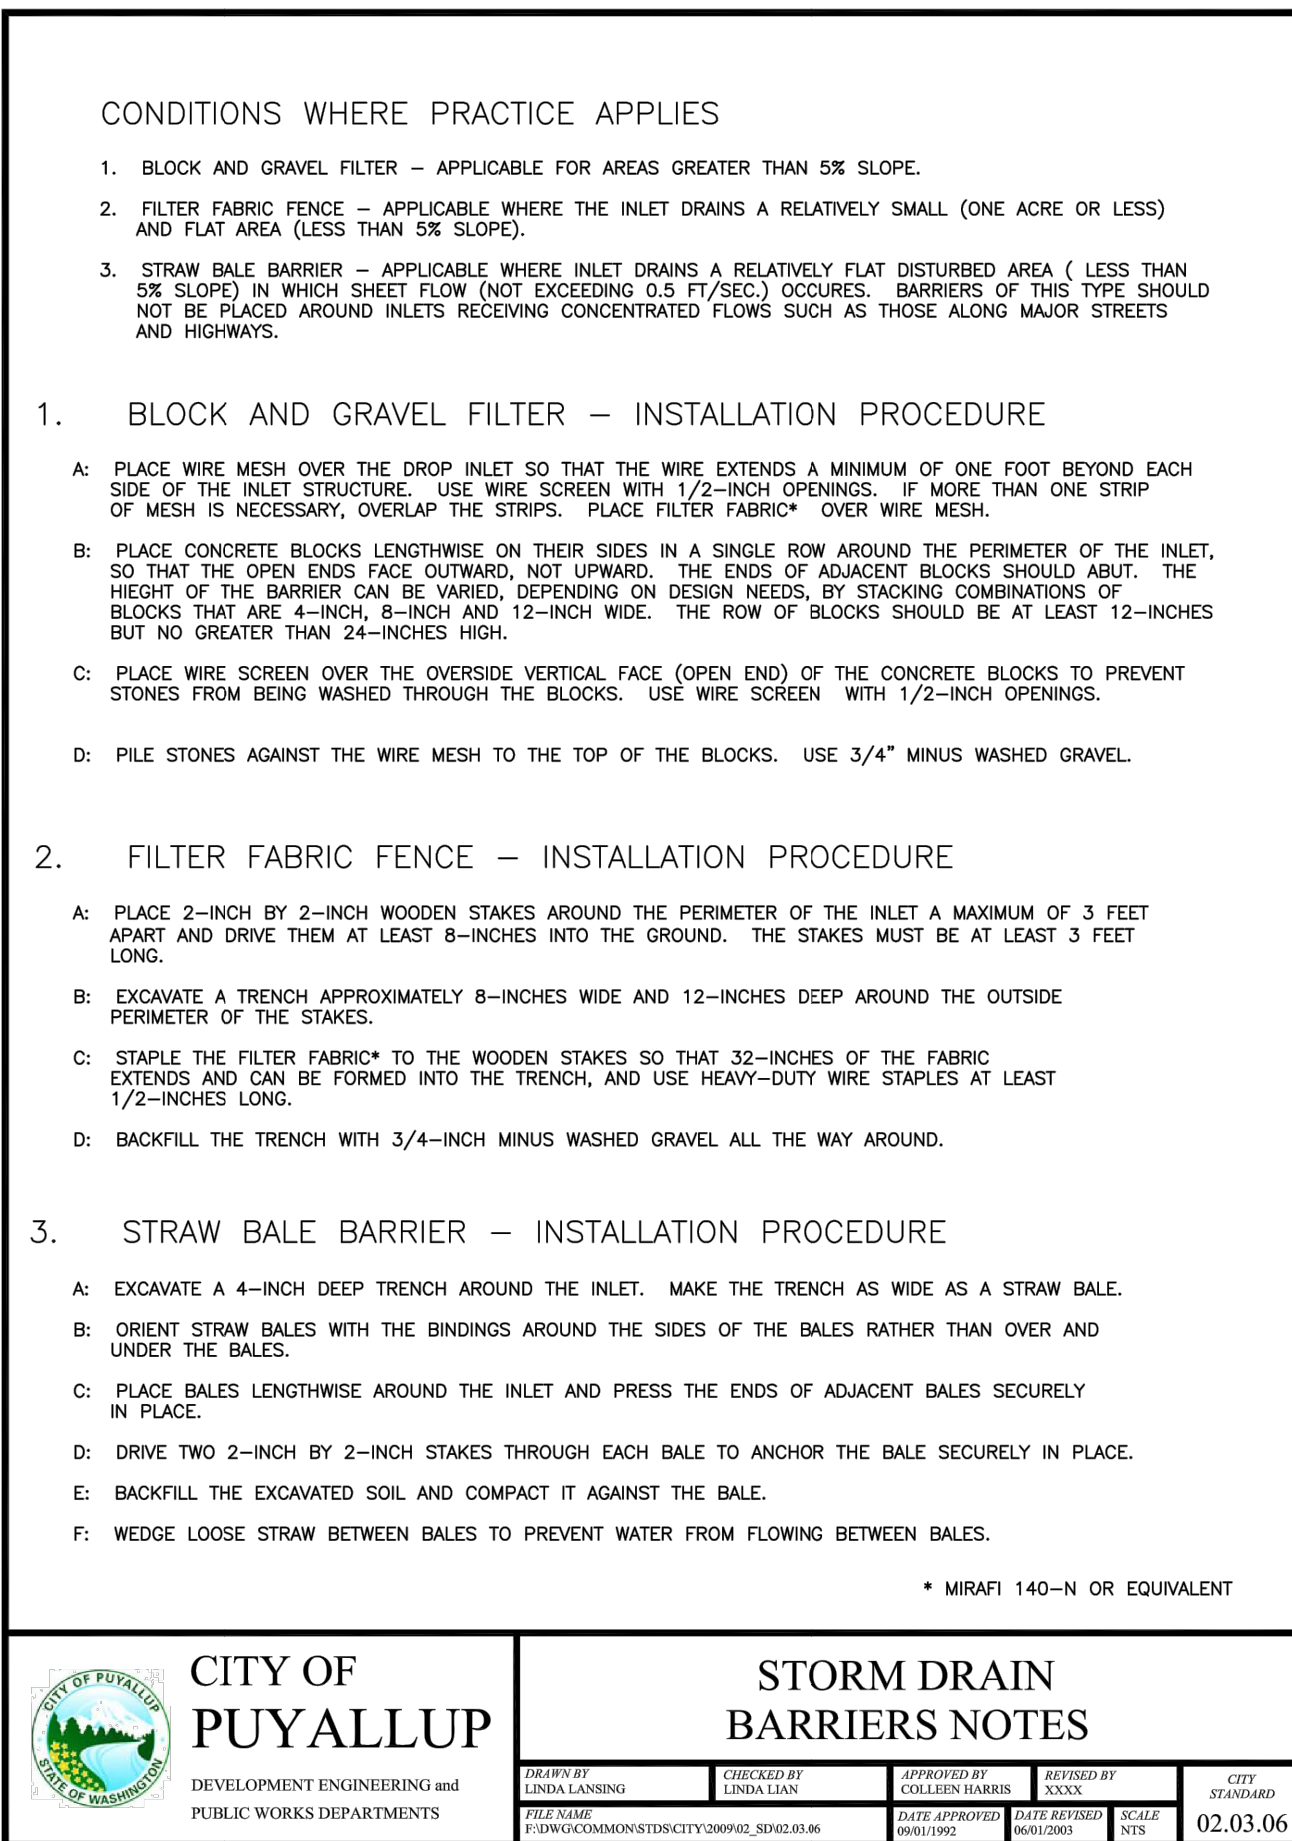 CONDITIONS WHERE PRACTICE APPLIES
1. BLOCK AND GRAVEL FILTER – APPLICABLE FOR AREAS GREATER THAN 5% SLOPE.
2. FILTER FABRIC FENCE – APPLICABLE WHERE THE INLET DRAINS A RELATIVELY SMALL (ONE ACRE OR LESS)
AND FLAT AREA (LESS THAN 5% SLOPE).
3. STRAW BALE BARRIER – APPLICABLE WHERE INLET DRAINS A RELATIVELY FLAT DISTURBED AREA ( LESS THAN
5% SLOPE) IN WHICH SHEET FLOW (NOT EXCEEDING 0.5 FT/SEC.) OCCURES. BARRIERS OF THIS TYPE SHOULD
NOT BE PLACED AROUND INLETS RECEIVING CONCENTRATED FLOWS SUCH AS THOSE ALONG MAJOR STREETS
AND HIGHWAYS.
1. BLOCK AND GRAVEL FILTER – INSTALLATION PROCEDURE
A: PLACE WIRE MESH OVER THE DROP INLET SO THAT THE WIRE EXTENDS A MINIMUM OF ONE FOOT BEYOND EACH
SIDE OF THE INLET STRUCTURE. USE WIRE SCREEN WITH 1/2–INCH OPENINGS. IF MORE THAN ONE STRIP
OF MESH IS NECESSARY, OVERLAP THE STRIPS. PLACE FILTER FABRIC* OVER WIRE MESH.
B: PLACE CONCRETE BLOCKS LENGTHWISE ON THEIR SIDES IN A SINGLE ROW AROUND THE PERIMETER OF THE INLET,
SO THAT THE OPEN ENDS FACE OUTWARD, NOT UPWARD. THE ENDS OF ADJACENT BLOCKS SHOULD ABUT. THE
HIEGHT OF THE BARRIER CAN BE VARIED, DEPENDING ON DESIGN NEEDS, BY STACKING COMBINATIONS OF
BLOCKS THAT ARE 4–INCH, 8–INCH AND 12–INCH WIDE. THE ROW OF BLOCKS SHOULD BE AT LEAST 12–INCHES
BUT NO GREATER THAN 24–INCHES HIGH.
C: PLACE WIRE SCREEN OVER THE OVERSIDE VERTICAL FACE (OPEN END) OF THE CONCRETE BLOCKS TO PREVENT
STONES FROM BEING WASHED THROUGH THE BLOCKS. USE WIRE SCREEN WITH 1/2–INCH OPENINGS.
D: PILE STONES AGAINST THE WIRE MESH TO THE TOP OF THE BLOCKS. USE 3/4" MINUS WASHED GRAVEL.
2. FILTER FABRIC FENCE – INSTALLATION PROCEDURE
A: PLACE 2–INCH BY 2–INCH WOODEN STAKES AROUND THE PERIMETER OF THE INLET A MAXIMUM OF 3 FEET
APART AND DRIVE THEM AT LEAST 8–INCHES INTO THE GROUND. THE STAKES MUST BE AT LEAST 3 FEET
LONG.
B: EXCAVATE A TRENCH APPROXIMATELY 8–INCHES WIDE AND 12–INCHES DEEP AROUND THE OUTSIDE
PERIMETER OF THE STAKES.
C: STAPLE THE FILTER FABRIC* TO THE WOODEN STAKES SO THAT 32–INCHES OF THE FABRIC
EXTENDS AND CAN BE FORMED INTO THE TRENCH, AND USE HEAVY–DUTY WIRE STAPLES AT LEAST
1/2–INCHES LONG.
D: BACKFILL THE TRENCH WITH 3/4–INCH MINUS WASHED GRAVEL ALL THE WAY AROUND.
3. STRAW BALE BARRIER – INSTALLATION PROCEDURE
A: EXCAVATE A 4–INCH DEEP TRENCH AROUND THE INLET. MAKE THE TRENCH AS WIDE AS A STRAW BALE.
B: ORIENT STRAW BALES WITH THE BINDINGS AROUND THE SIDES OF THE BALES RATHER THAN OVER AND
UNDER THE BALES.
C: PLACE BALES LENGTHWISE AROUND THE INLET AND PRESS THE ENDS OF ADJACENT BALES SECURELY
IN PLACE.
D: DRIVE TWO 2–INCH BY 2–INCH STAKES THROUGH EACH BALE TO ANCHOR THE BALE SECURELY IN PLACE.
E: BACKFILL THE EXCAVATED SOIL AND COMPACT IT AGAINST THE BALE.
F: WEDGE LOOSE STRAW BETWEEN BALES TO PREVENT WATER FROM FLOWING BETWEEN BALES.
* MIRAFI 140–N OR EQUIVALENT
CITY OF PUYALLUP
STATE OF WASHINGTON
CITY OF
PUYALLUP
DEVELOPMENT ENGINEERING and
PUBLIC WORKS DEPARTMENTS
STORM DRAIN
BARRIERS NOTES
DRAWN BY
LINDA LANSING
CHECKED BY
LINDA LIAN
APPROVED BY
COLLEEN HARRIS
REVISED BY
XXXX
FILE NAME
F:\DWG\COMMON\STDS\CITY\2009\02_SD\02.03.06
DATE APPROVED
09/01/1992
DATE REVISED
06/01/2003
SCALE
NTS
CITY
STANDARD
02.03.06